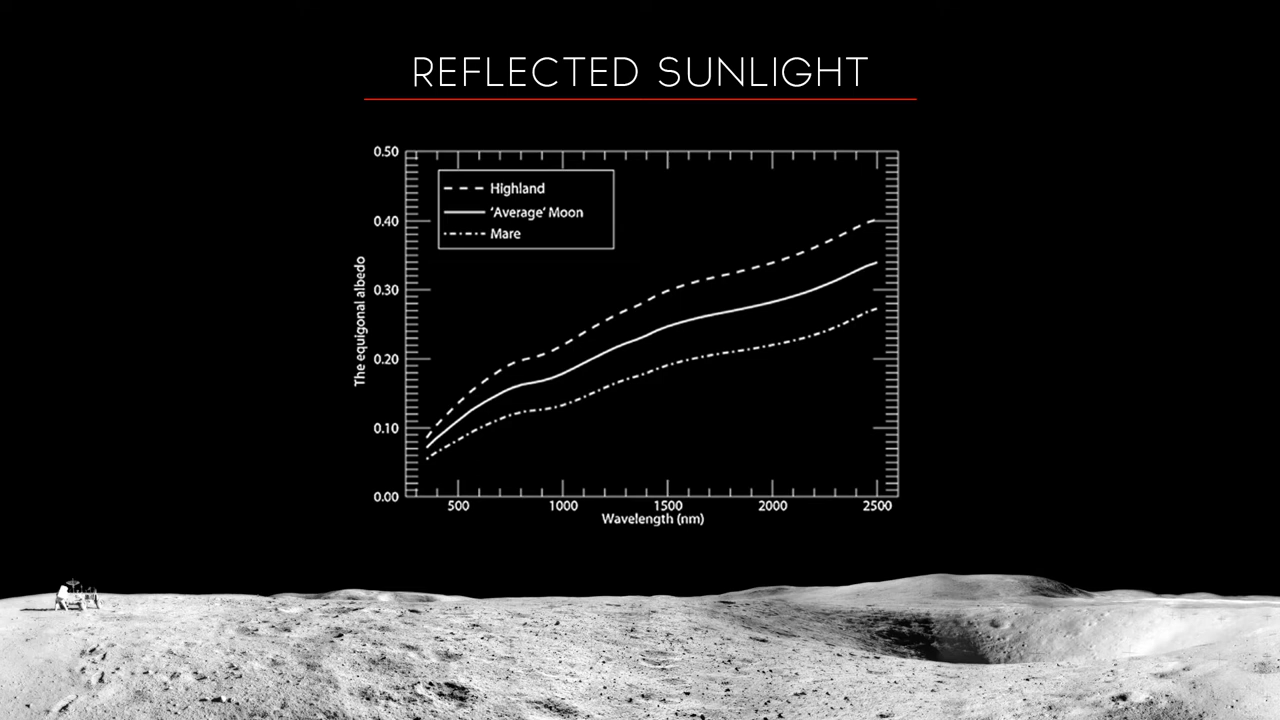 REFLECTED SUNLIGHT
0.50
0.40
0.30
0.20
0.10
0.00
The equigonal albedo
Highland
'Average' Moon
Mare
500 1000 1500 2000 2500
Wavelength (nm)